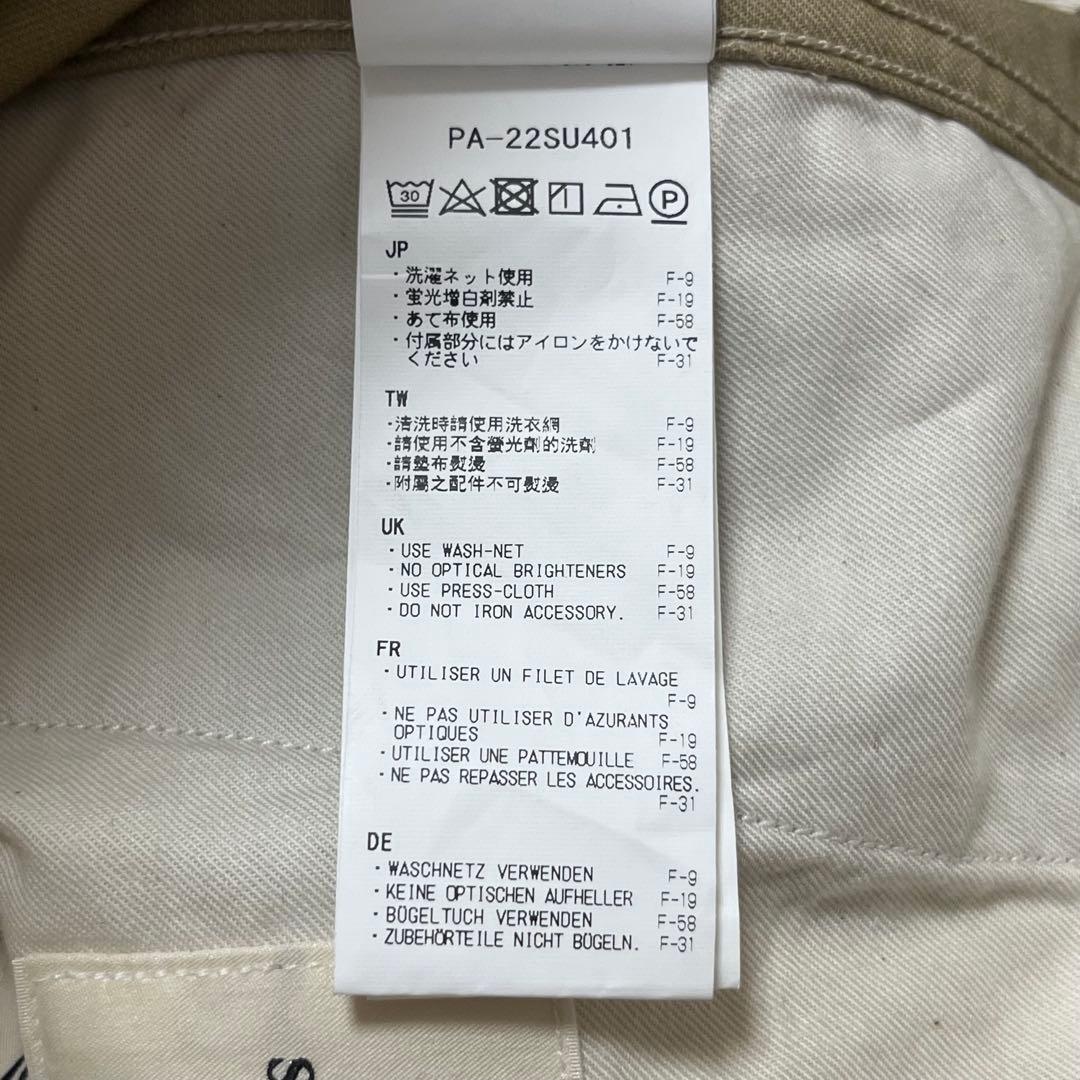 PA-22SU401
30
P
JP
・洗濯ネット使用 F-9
・蛍光増白剤禁止 F-19
・あて布使用 F-58
・付属部分にはアイロンをかけないで
ください F-31
TW
・清洗時請使用洗衣網 F-9
・請使用不含螢光劑的洗劑 F-19
・請墊布熨燙 F-58
・附屬之配件不可熨燙 F-31
UK
・USE WASH-NET F-9
・NO OPTICAL BRIGHTENERS F-19
・USE PRESS-CLOTH F-58
・DO NOT IRON ACCESSORY. F-31
FR
・UTILISER UN FILET DE LAVAGE
F-9
・NE PAS UTILISER D'AZURANTS
OPTIQUES F-19
・UTILISER UNE PATTEMOUILLE F-58
・NE PAS REPASSER LES ACCESSOIRES.
F-31
DE
・WASCHNETZ VERWENDEN F-9
・KEINE OPTISCHEN AUFHELLER F-19
・BÜGELTUCH VERWENDEN F-58
・ZUBEHÖRTEILE NICHT BÜGELN. F-31
S